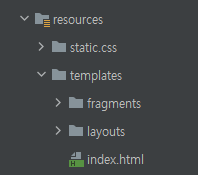 resources
static.css
templates
fragments
layouts
index.html